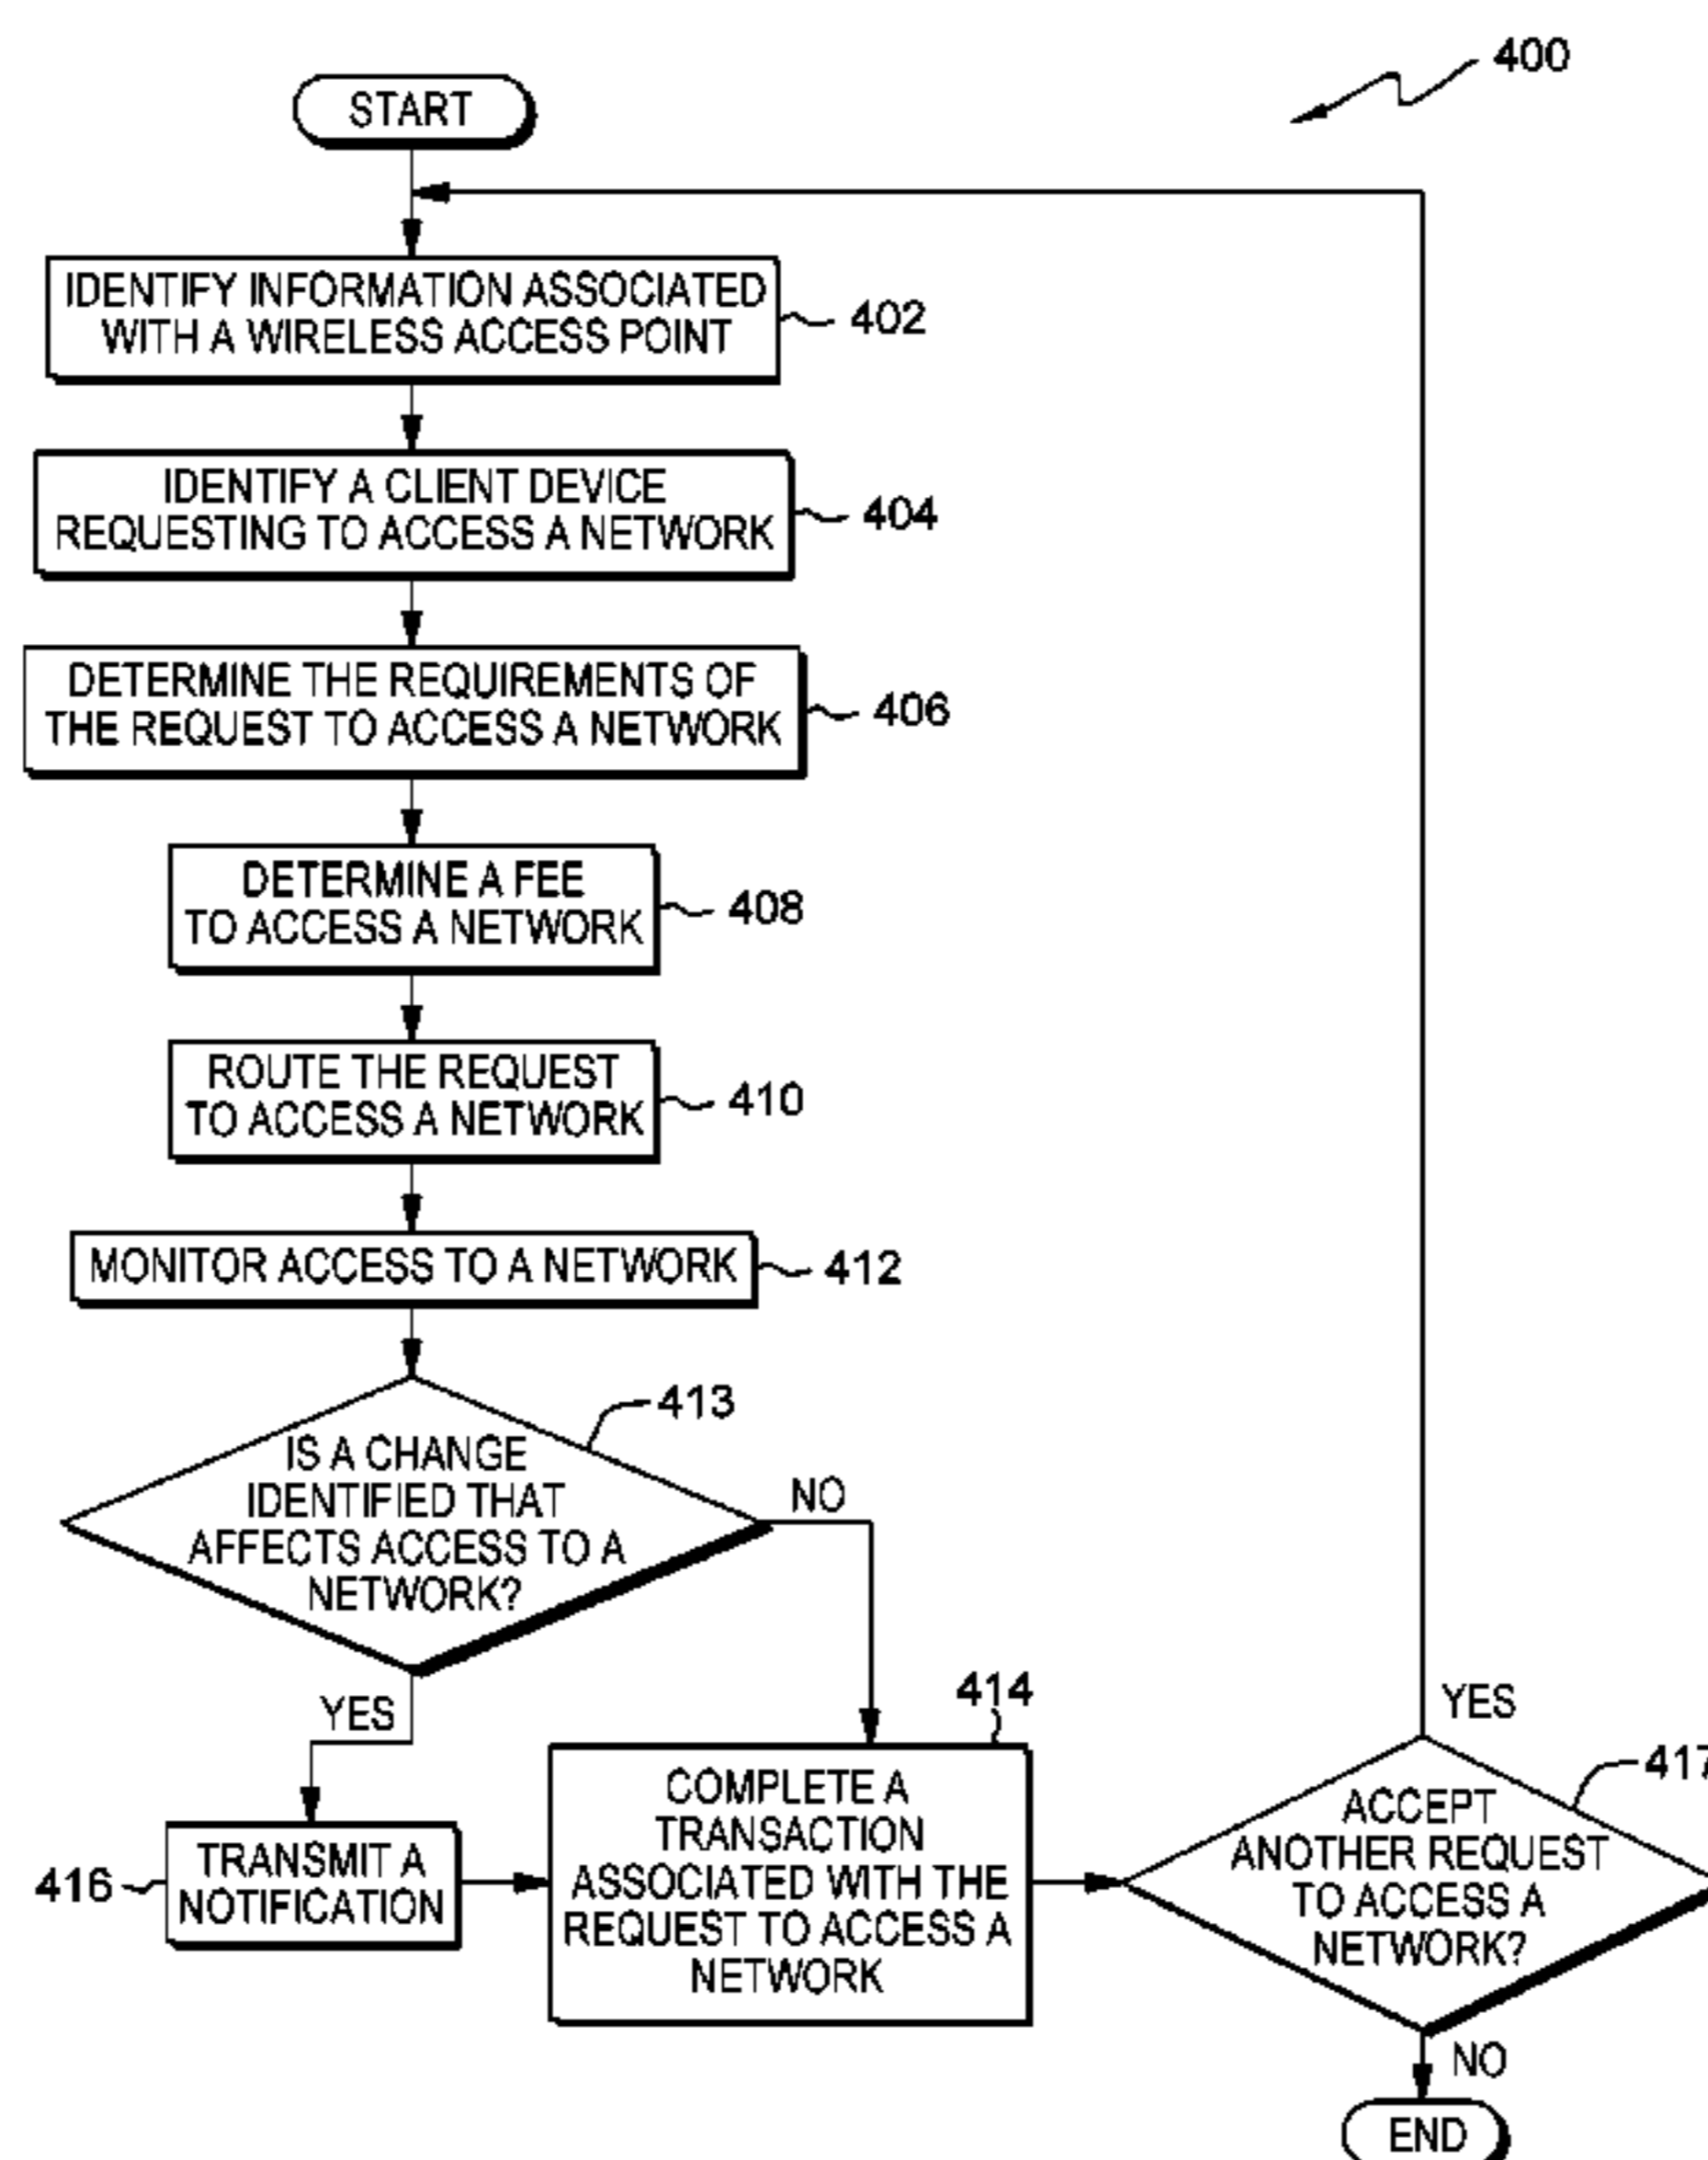 400
START
IDENTIFY INFORMATION ASSOCIATED
WITH A WIRELESS ACCESS POINT
402
IDENTIFY A CLIENT DEVICE
REQUESTING TO ACCESS A NETWORK
404
DETERMINE THE REQUIREMENTS OF
THE REQUEST TO ACCESS A NETWORK
406
DETERMINE A FEE
TO ACCESS A NETWORK
408
ROUTE THE REQUEST
TO ACCESS A NETWORK
410
MONITOR ACCESS TO A NETWORK
412
413
IS A CHANGE
IDENTIFIED THAT
AFFECTS ACCESS TO A
NETWORK?
NO
YES
416
TRANSMIT A
NOTIFICATION
414
COMPLETE A
TRANSACTION
ASSOCIATED WITH THE
REQUEST TO ACCESS A
NETWORK
YES
417
ACCEPT
ANOTHER REQUEST
TO ACCESS A
NETWORK?
NO
END